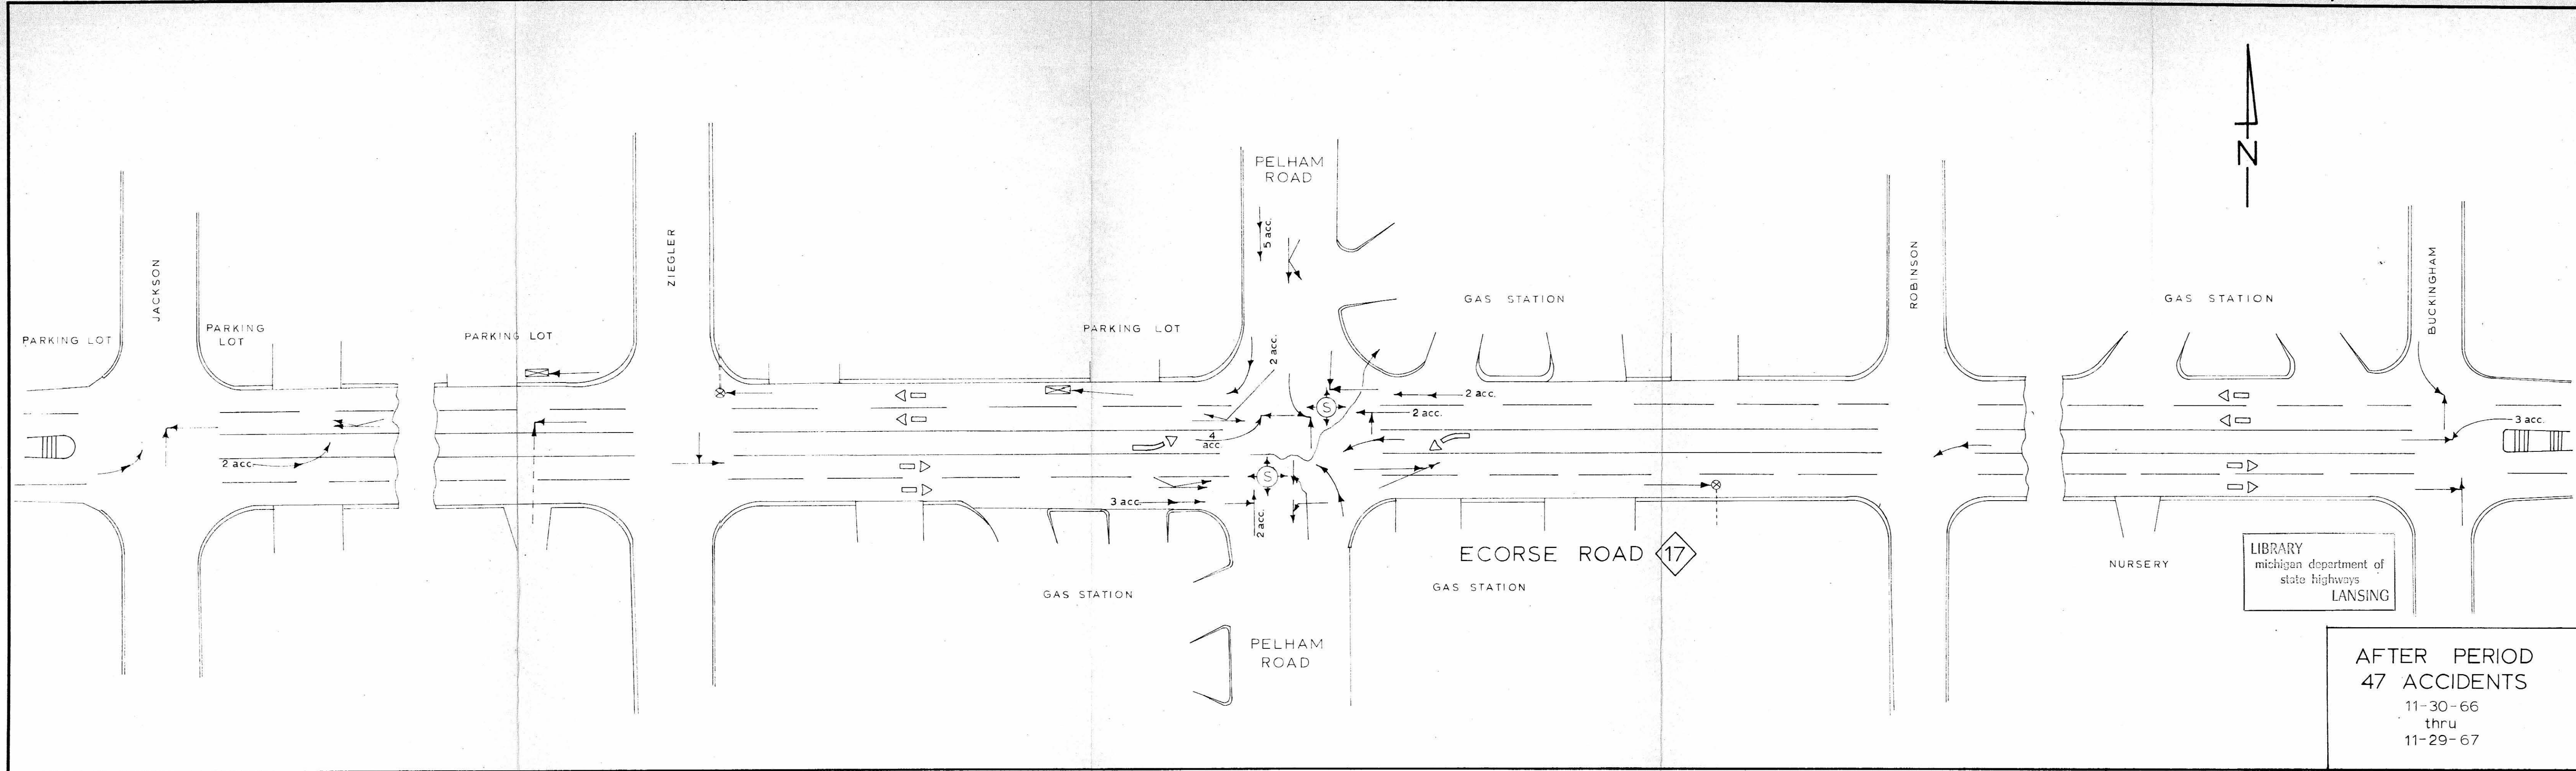 PELHAM
ROAD
5 acc.
N
JACKSON
ZIEGLER
ROBINSON
BUCKINGHAM
PARKING LOT
PARKING
LOT
PARKING LOT
PARKING LOT
GAS STATION
GAS STATION
2 acc.
2 acc.
2 acc.
S
4
acc.
3 acc.
2 acc.
S
3 acc.
2 acc.
ECORSE ROAD 17
GAS STATION
GAS STATION
NURSERY
LIBRARY
michigan department of
state highways
LANSING
PELHAM
ROAD
AFTER PERIOD
47 ACCIDENTS
11-30-66
thru
11-29-67